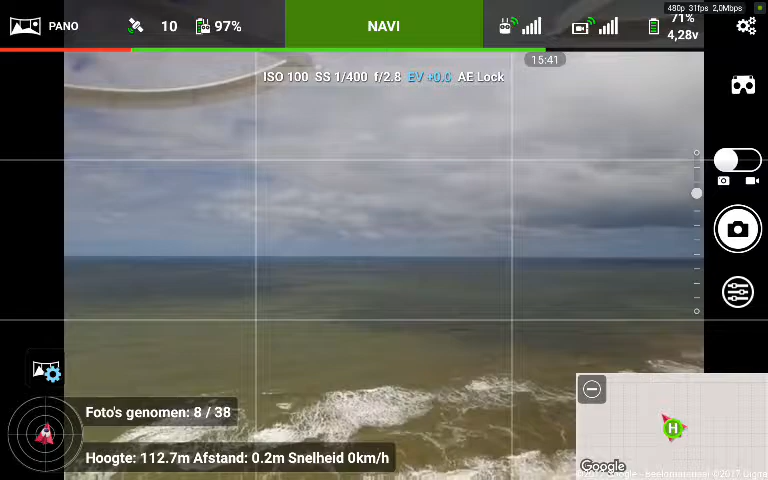 480p 31fps 2,0Mbps
PANO
10
97%
NAVI
71%
4,28v
15:41
ISO 100 SS 1/400 f/2.8 EV +0.0 AE Lock
Foto's genomen: 8 / 38
H
Hoogte: 112.7m Afstand: 0.2m Snelheid 0km/h
Google